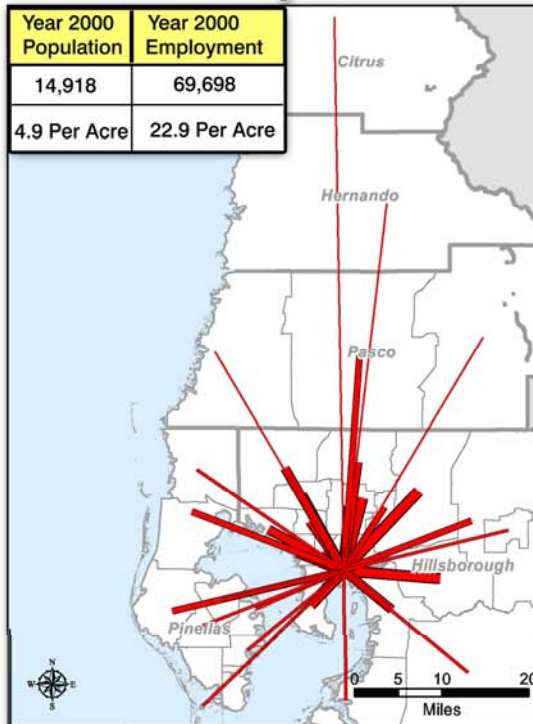 Year 2000 Population
Year 2000 Employment
14,918
69,698
4.9 Per Acre
22.9 Per Acre
Citrus
Hernando
Pasco
Hillsborough
Pinellas
N
W
E
S
0 5 10 20
Miles